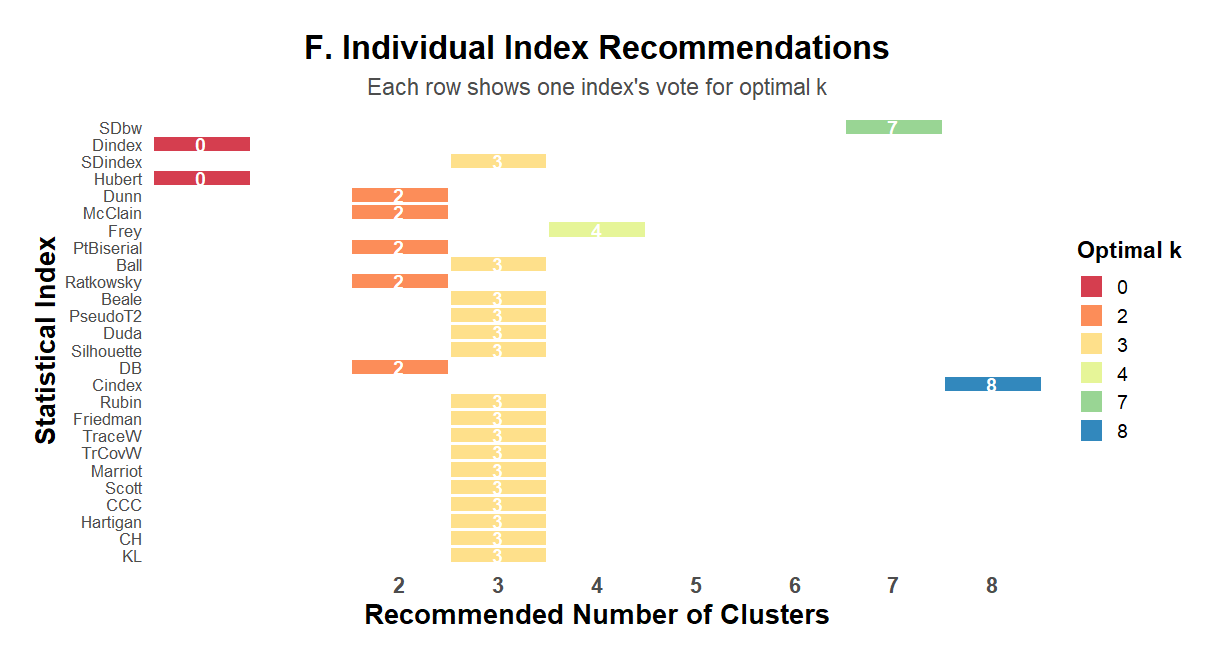 F. Individual Index Recommendations
Each row shows one index's vote for optimal k
Statistical Index
SDbw 7
Dindex 0
SDindex 3
Hubert 0
Dunn 2
McClain 2
Frey 4
PtBiserial 2
Ball 3
Ratkowsky 2
Beale 3
PseudoT2 3
Duda 3
Silhouette 3
DB 2
Cindex 8
Rubin 3
Friedman 3
TraceW 3
TrCovW 3
Marriot 3
Scott 3
CCC 3
Hartigan 3
CH 3
KL 3
2 3 4 5 6 7 8
Recommended Number of Clusters
Optimal k
0
2
3
4
7
8